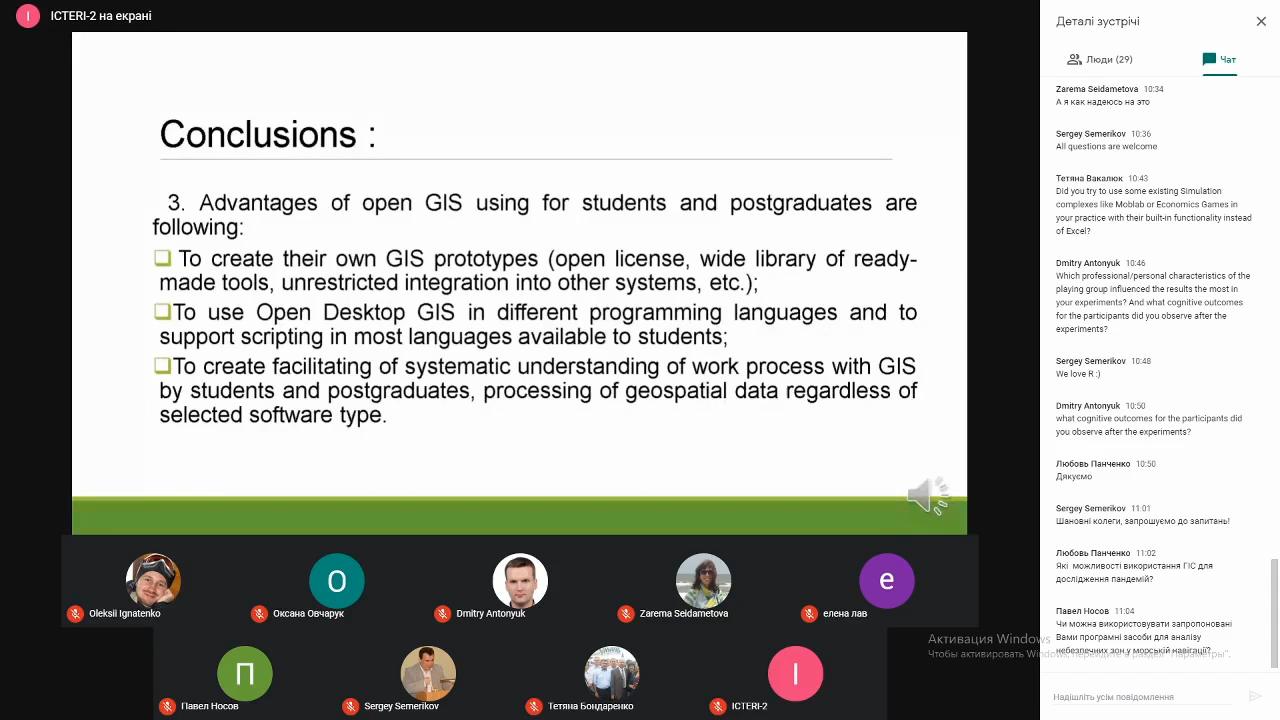 І
ICTERI-2 на екрані
Conclusions :
3. Advantages of open GIS using for students and postgraduates are
following:
To create their own GIS prototypes (open license, wide library of ready-
made tools, unrestricted integration into other systems, etc.);
To use Open Desktop GIS in different programming languages and to
support scripting in most languages available to students;
To create facilitating of systematic understanding of work process with GIS
by students and postgraduates, processing of geospatial data regardless of
selected software type.
О
е
Oleksii Ignatenko
Оксана Овчарук
Dmitry Antonyuk
Zarema Seidametova
елена лав
П
І
Павел Носов
Sergey Semerikov
Тетяна Бондаренко
ICTERI-2
Деталі зустрічі
Люди (29)
Чат
Zarema Seidametova 10:34
А я как надеюсь на это
Sergey Semerikov 10:36
All questions are welcome
Тетяна Вакалюк 10:43
Did you try to use some existing Simulation
complexes like Moblab or Economics Games in
your practice with their built-in functionality instead
of Excel?
Dmitry Antonyuk 10:46
Which professional/personal characteristics of the
playing group influenced the results the most in
your experiments? And what cognitive outcomes
for the participants did you observe after the
experiments?
Sergey Semerikov 10:48
We love R :)
Dmitry Antonyuk 10:50
what cognitive outcomes for the participants did
you observe after the experiments?
Любовь Панченко 10:50
Дякуємо
Sergey Semerikov 11:01
Шановні колеги, запрошуємо до запитань!
Любовь Панченко 11:02
Які можливості використання ГІС для
дослідження пандемій?
Павел Носов 11:04
Чи можна використовувати запропоновані
Вами програмні засоби для аналізу
небезпечних зон у морській навігації?
Активация Windows
Чтобы активировать Windows, перейдите в раздел "Параметры".
Надішліть усім повідомлення